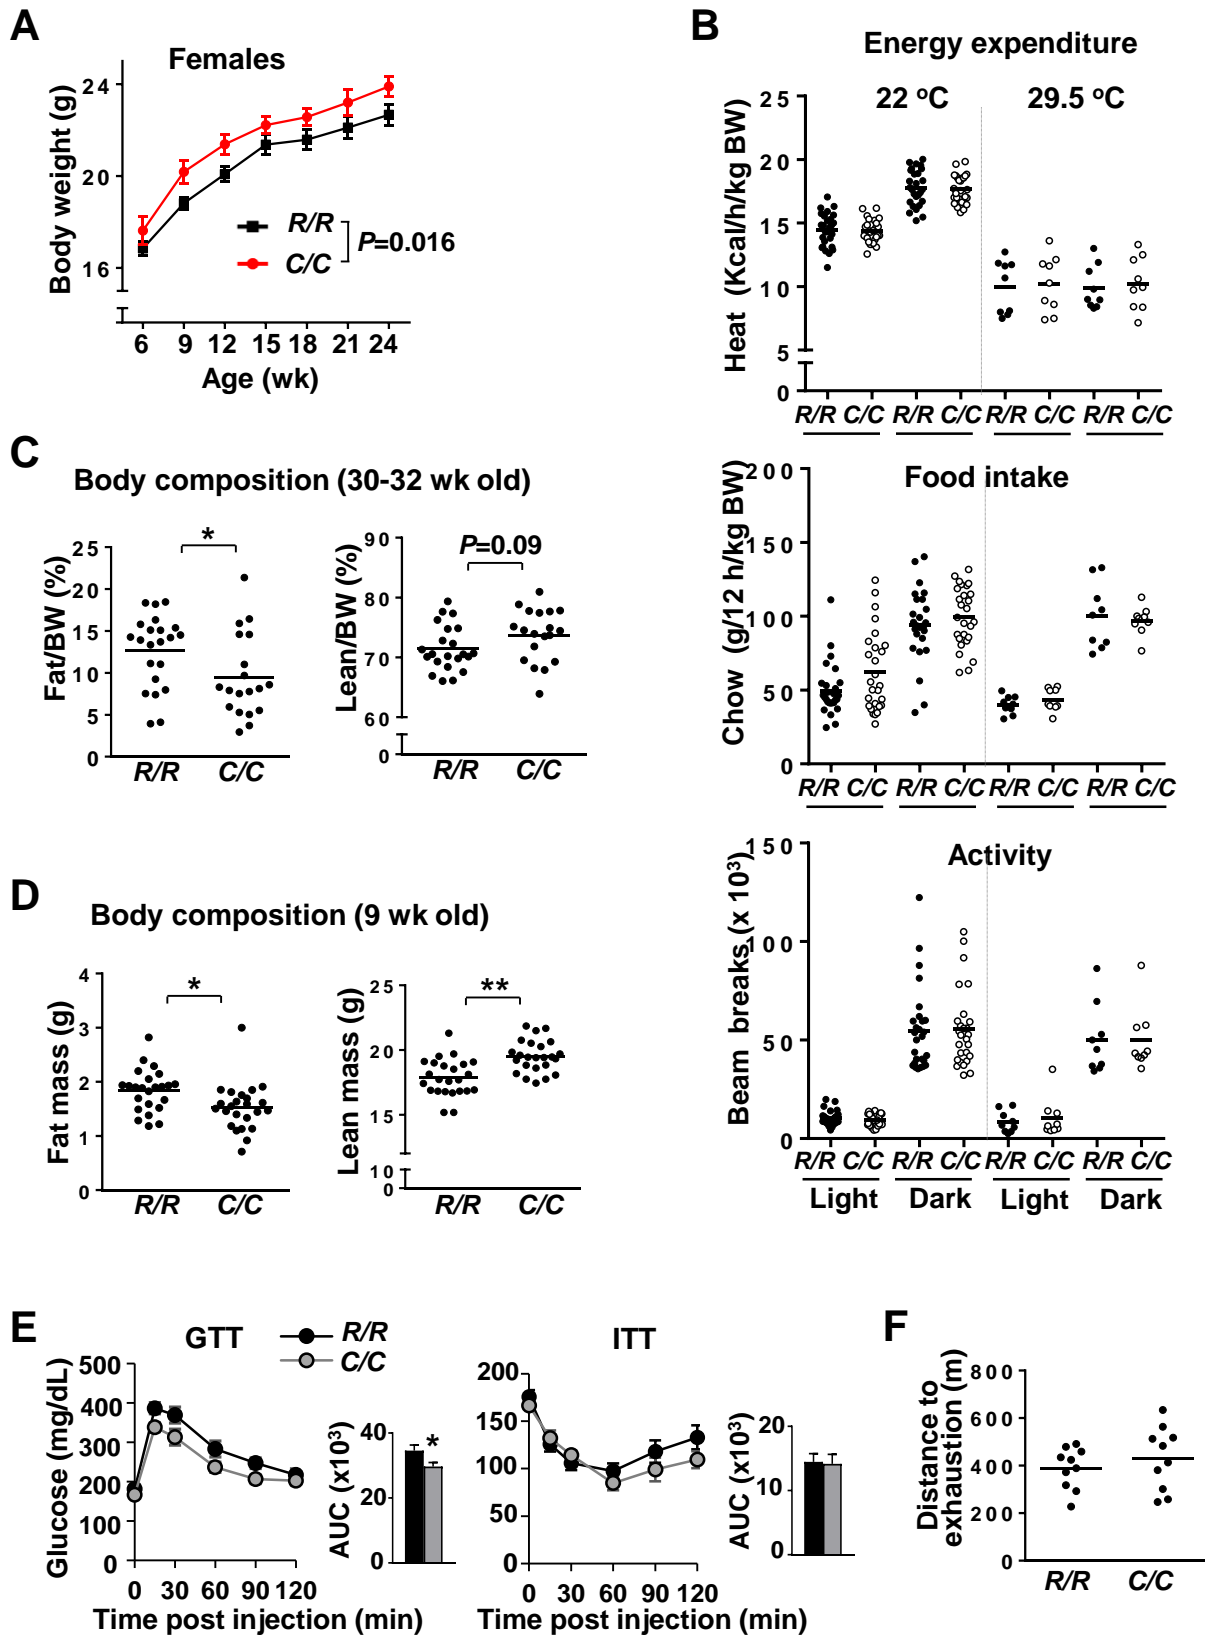 A
Females
Body weight (g)
24
20
16
R/R
C/C
P=0.016
6 9 12 15 18 21 24
Age (wk)
B
Energy expenditure
22 °C 29.5 °C
Heat (Kcal/h/kg BW)
25
20
15
10
5
0
R/R C/C R/R C/C R/R C/C R/R C/C
Food intake
Chow (g/12 h/kg BW)
200
150
100
50
0
R/R C/C R/R C/C R/R C/C R/R C/C
Activity
Beam breaks (x 10³)
150
100
50
0
R/R C/C R/R C/C R/R C/C R/R C/C
Light Dark Light Dark
C
Body composition (30-32 wk old)
Fat/BW (%)
25
20
15
10
5
0
*
R/R C/C
Lean/BW (%)
90
80
70
60
0
P=0.09
R/R C/C
D
Body composition (9 wk old)
Fat mass (g)
4
3
2
1
0
*
R/R C/C
Lean mass (g)
25
20
15
10
0
**
R/R C/C
E
GTT
R/R
C/C
Glucose (mg/dL)
500
400
300
200
100
0
0 30 60 90 120
Time post injection (min)
AUC (x10³)
40
20
0
*
ITT
200
150
100
50
0
0 30 60 90 120
Time post injection (min)
AUC (x10³)
20
10
0
F
Distance to
exhaustion (m)
800
600
400
200
0
R/R C/C